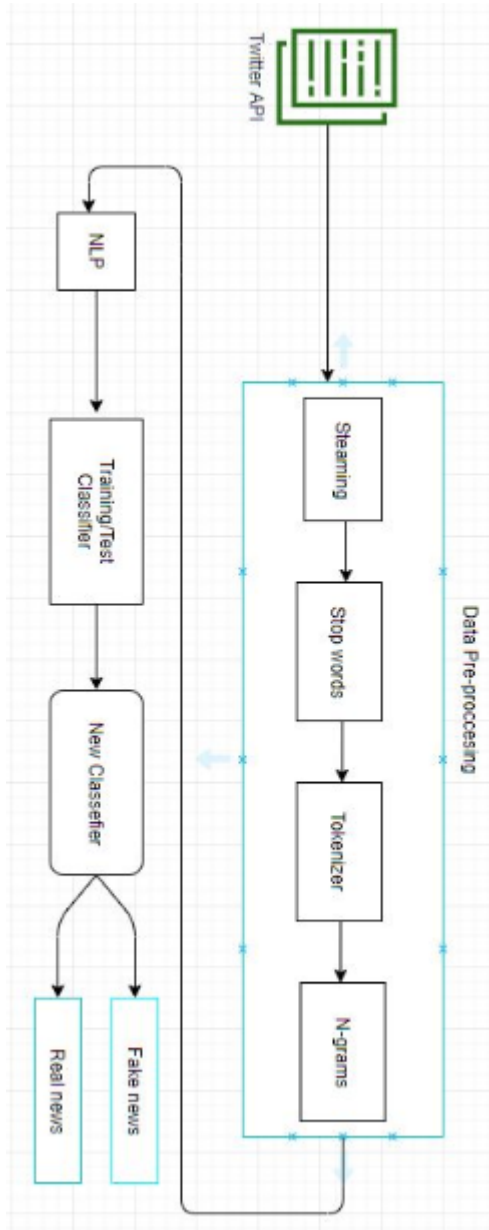 Data Pre-proccesing
Twitter API
Steaming
Stop words
Tokenizer
N-grams
NLP
Training/Test
Classifier
New Classefier
Fake news
Real news